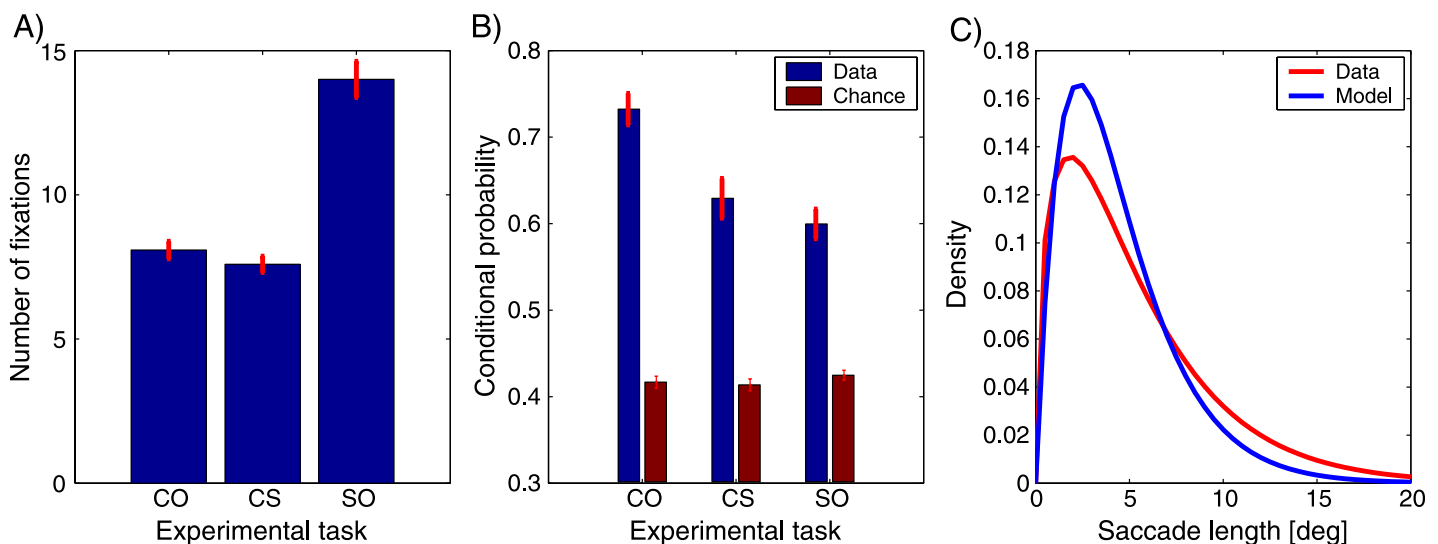 A)
15
10
5
0
Number of fixations
CO CS SO
Experimental task
B)
0.8
0.7
0.6
0.5
0.4
0.3
Conditional probability
Data
Chance
CO CS SO
Experimental task
C)
0.18
0.16
0.14
0.12
0.1
0.08
0.06
0.04
0.02
0
Density
Data
Model
0 5 10 15 20
Saccade length [deg]